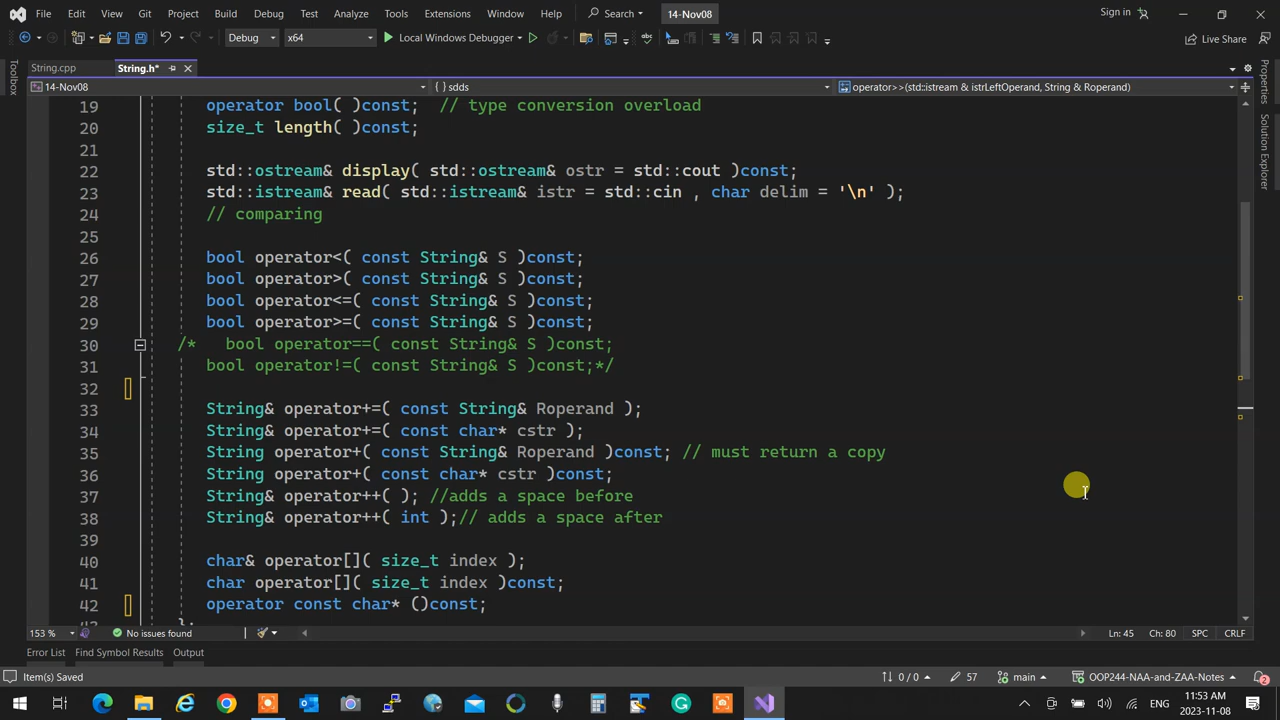 File Edit View Git Project Build Debug Test Analyze Tools Extensions Window Help Search 14-Nov08 Sign in
Debug x64 Local Windows Debugger Live Share
String.cpp String.h*
14-Nov08 { } sdds operator>>(std::istream & istrLeftOperand, String & Roperand)
Toolbox
Properties
Solution Explorer
19 operator bool( )const; // type conversion overload
20 size_t length( )const;
21
22 std::ostream& display( std::ostream& ostr = std::cout )const;
23 std::istream& read( std::istream& istr = std::cin , char delim = '\n' );
24 // comparing
25
26 bool operator<( const String& S )const;
27 bool operator>( const String& S )const;
28 bool operator<=( const String& S )const;
29 bool operator>=( const String& S )const;
30 /* bool operator==( const String& S )const;
31 bool operator!=( const String& S )const;*/
32
33 String& operator+=( const String& Roperand );
34 String& operator+=( const char* cstr );
35 String operator+( const String& Roperand )const; // must return a copy
36 String operator+( const char* cstr )const;
37 String& operator++( ); //adds a space before
38 String& operator++( int );// adds a space after
39
40 char& operator[]( size_t index );
41 char operator[]( size_t index )const;
42 operator const char* ()const;
153 % No issues found Ln: 45 Ch: 80 SPC CRLF
Error List Find Symbol Results Output
Item(s) Saved 0 / 0 57 main OOP244-NAA-and-ZAA-Notes 2
ENG 11:53 AM
2023-11-08